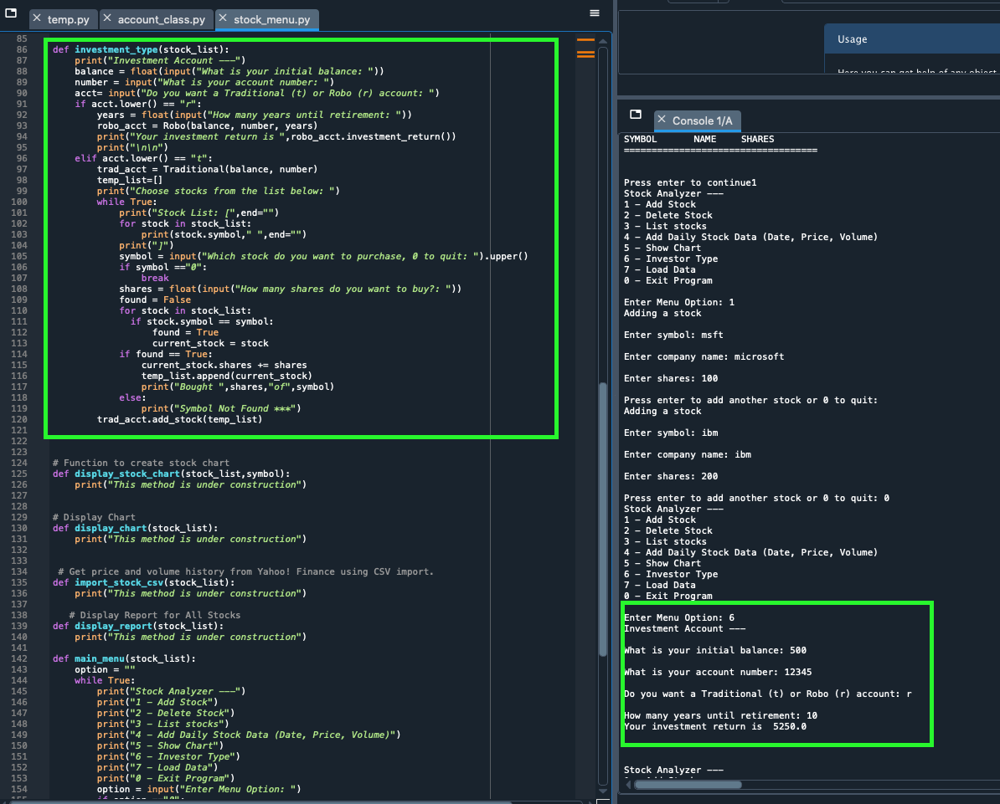 temp.py account_class.py stock_menu.py
85
86 def investment_type(stock_list):
87     print("Investment Account ---")
88     balance = float(input("What is your initial balance: "))
89     number = input("What is your account number: ")
90     acct= input("Do you want a Traditional (t) or Robo (r) account: ")
91     if acct.lower() == "r":
92         years = float(input("How many years until retirement: "))
93         robo_acct = Robo(balance, number, years)
94         print("Your investment return is ",robo_acct.investment_return())
95         print("\n\n")
96     elif acct.lower() == "t":
97         trad_acct = Traditional(balance, number)
98         temp_list=[]
99         print("Choose stocks from the list below: ")
100         while True:
101             print("Stock List: [",end="")
102             for stock in stock_list:
103                 print(stock.symbol," ",end="")
104             print("]")
105             symbol = input("Which stock do you want to purchase, 0 to quit: ").upper()
106             if symbol =="0":
107                 break
108             shares = float(input("How many shares do you want to buy?: "))
109             found = False
110             for stock in stock_list:
111               if stock.symbol == symbol:
112                   found = True
113                   current_stock = stock
114             if found == True:
115                 current_stock.shares += shares
116                 temp_list.append(current_stock)
117                 print("Bought ",shares,"of",symbol)
118             else:
119                 print("Symbol Not Found ***")
120         trad_acct.add_stock(temp_list)
121
122
123
124 # Function to create stock chart
125 def display_stock_chart(stock_list,symbol):
126     print("This method is under construction")
127
128
129 # Display Chart
130 def display_chart(stock_list):
131     print("This method is under construction")
132
133
134  # Get price and volume history from Yahoo! Finance using CSV import.
135 def import_stock_csv(stock_list):
136     print("This method is under construction")
137
138    # Display Report for All Stocks
139 def display_report(stock_list):
140     print("This method is under construction")
141
142 def main_menu(stock_list):
143     option = ""
144     while True:
145         print("Stock Analyzer ---")
146         print("1 - Add Stock")
147         print("2 - Delete Stock")
148         print("3 - List stocks")
149         print("4 - Add Daily Stock Data (Date, Price, Volume)")
150         print("5 - Show Chart")
151         print("6 - Investor Type")
152         print("7 - Load Data")
153         print("0 - Exit Program")
154         option = input("Enter Menu Option: ")
155         if option =="0":
Usage
Here you can get help of any object
Console 1/A
SYMBOL NAME SHARES
===================================
Press enter to continue1
Stock Analyzer ---
1 - Add Stock
2 - Delete Stock
3 - List stocks
4 - Add Daily Stock Data (Date, Price, Volume)
5 - Show Chart
6 - Investor Type
7 - Load Data
0 - Exit Program
Enter Menu Option: 1
Adding a stock
Enter symbol: msft
Enter company name: microsoft
Enter shares: 100
Press enter to add another stock or 0 to quit:
Adding a stock
Enter symbol: ibm
Enter company name: ibm
Enter shares: 200
Press enter to add another stock or 0 to quit: 0
Stock Analyzer ---
1 - Add Stock
2 - Delete Stock
3 - List stocks
4 - Add Daily Stock Data (Date, Price, Volume)
5 - Show Chart
6 - Investor Type
7 - Load Data
0 - Exit Program
Enter Menu Option: 6
Investment Account ---
What is your initial balance: 500
What is your account number: 12345
Do you want a Traditional (t) or Robo (r) account: r
How many years until retirement: 10
Your investment return is  5250.0
Stock Analyzer ---